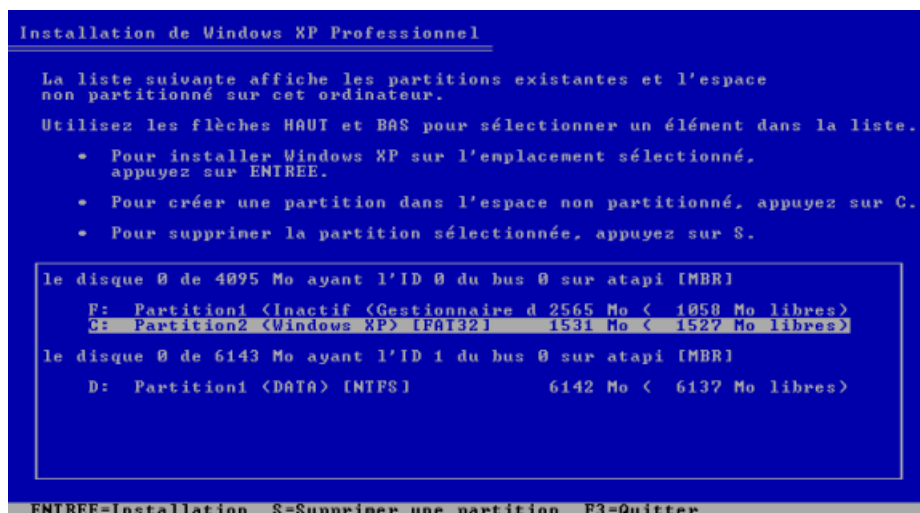 Installation de Windows XP Professionnel
La liste suivante affiche les partitions existantes et l'espace
non partitionné sur cet ordinateur.
Utilisez les flèches HAUT et BAS pour sélectionner un élément dans la liste.
• Pour installer Windows XP sur l'emplacement sélectionné,
appuyez sur ENTREE.
• Pour créer une partition dans l'espace non partitionné, appuyez sur C.
• Pour supprimer la partition sélectionnée, appuyez sur S.
le disque 0 de 4095 Mo ayant l'ID 0 du bus 0 sur atapi [MBR]
F: Partition1 (Inactif (Gestionnaire d 2565 Mo ( 1058 Mo libres)
C: Partition2 (Windows XP) [FAT32] 1531 Mo ( 1527 Mo libres)
le disque 0 de 6143 Mo ayant l'ID 1 du bus 0 sur atapi [MBR]
D: Partition1 (DATA) [NTFS] 6142 Mo ( 6137 Mo libres)
ENTREE=Installation S=Supprimer une partition F3=Quitter